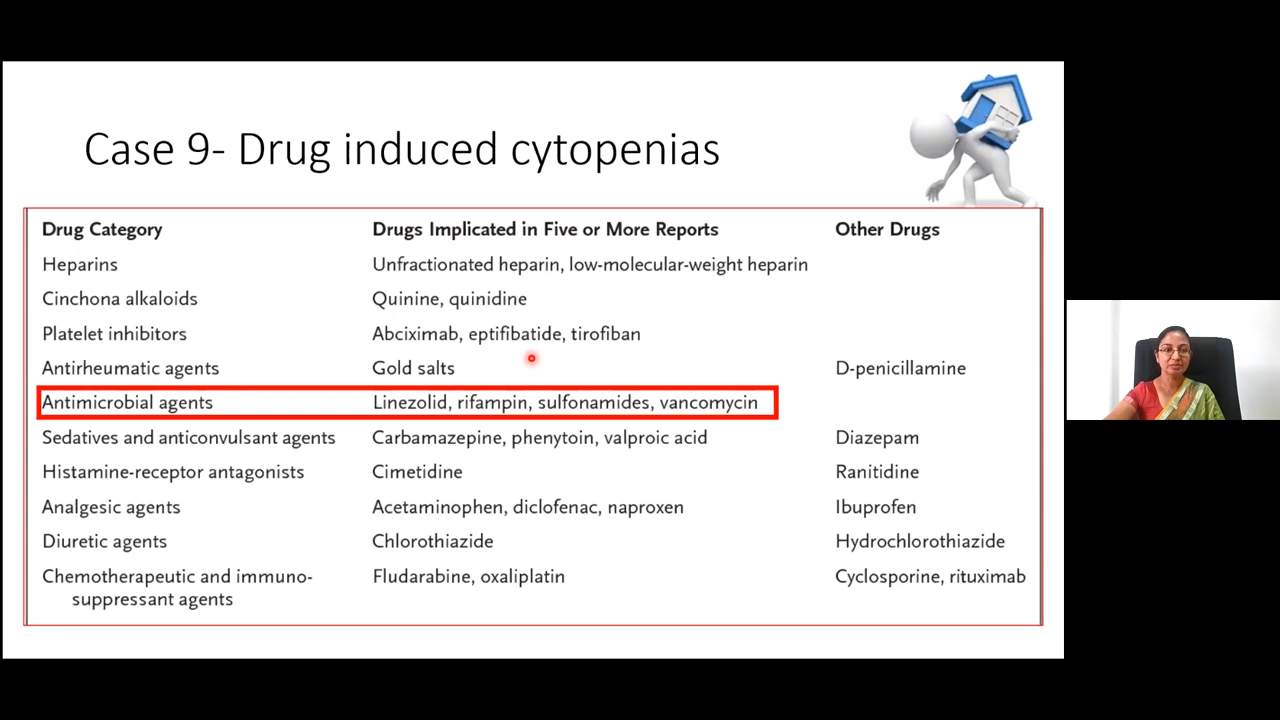 Case 9- Drug induced cytopenias
Drug Category Drugs Implicated in Five or More Reports Other Drugs
Heparins Unfractionated heparin, low-molecular-weight heparin
Cinchona alkaloids Quinine, quinidine
Platelet inhibitors Abciximab, eptifibatide, tirofiban
Antirheumatic agents Gold salts D-penicillamine
Antimicrobial agents Linezolid, rifampin, sulfonamides, vancomycin
Sedatives and anticonvulsant agents Carbamazepine, phenytoin, valproic acid Diazepam
Histamine-receptor antagonists Cimetidine Ranitidine
Analgesic agents Acetaminophen, diclofenac, naproxen Ibuprofen
Diuretic agents Chlorothiazide Hydrochlorothiazide
Chemotherapeutic and immuno- Fludarabine, oxaliplatin Cyclosporine, rituximab
suppressant agents